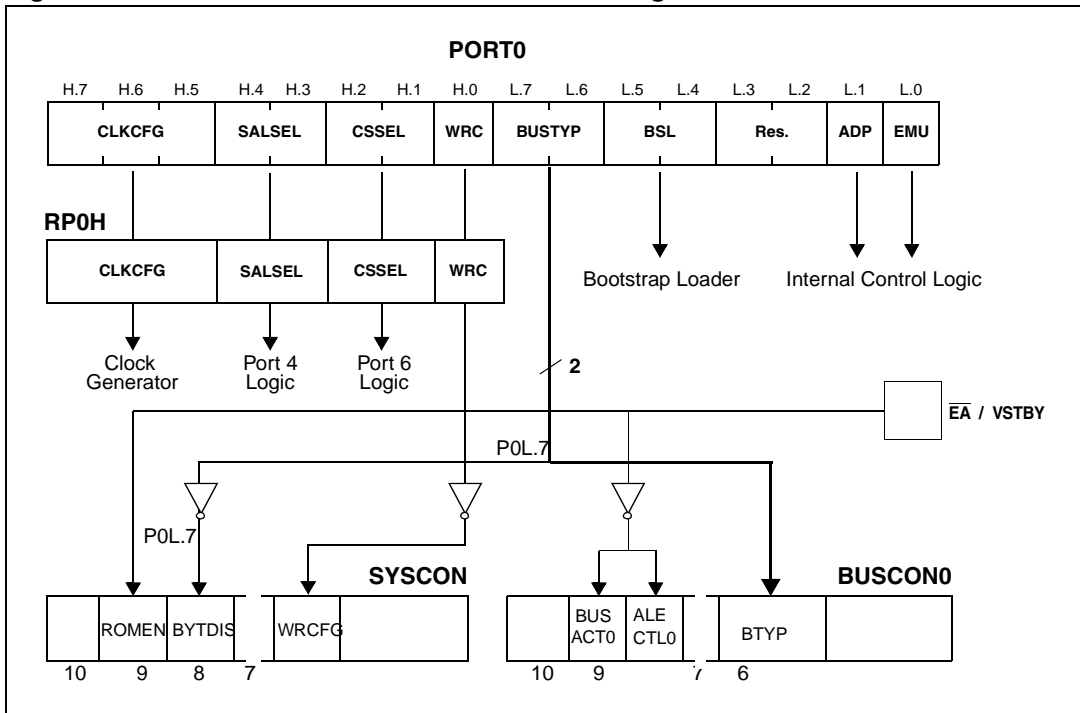 PORT0
H.7 H.6 H.5 H.4 H.3 H.2 H.1 H.0 L.7 L.6 L.5 L.4 L.3 L.2 L.1 L.0
CLKCFG SALSEL CSSEL WRC BUSTYP BSL Res. ADP EMU
RP0H
CLKCFG SALSEL CSSEL WRC
Bootstrap Loader Internal Control Logic
Clock
Generator
Port 4
Logic
Port 6
Logic
2
EA / VSTBY
P0L.7
P0L.7
SYSCON BUSCON0
ROMEN BYTDIS WRCFG
BUS
ACT0
ALE
CTL0
BTYP
10 9 8 7 10 9 7 6